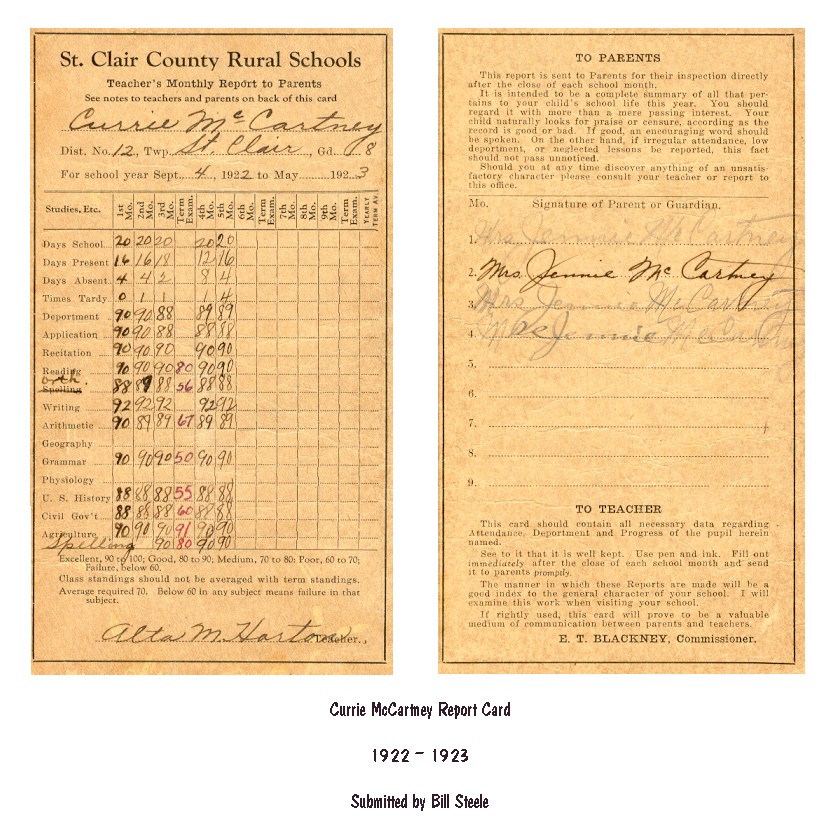 St. Clair County Rural Schools
Teacher's Monthly Report to Parents
See notes to teachers and parents on back of this card
Currie McCartney
Dist. No. 12, Twp. St. Clair, Gd. 8
For school year Sept. 4, 1922 to May 1923
Studies, Etc. 1st Mo. 2nd Mo. 3rd Mo. Term Exam. 4th Mo. 5th Mo. 6th Mo. Term Exam. 7th Mo. 8th Mo. 9th Mo. Term Exam. YEARLY TERM AV.
Days School 20 20 20 20 20
Days Present 16 16 18 12 16
Days Absent 4 4 2 8 4
Times Tardy 0 1 1 1 4
Department 90 90 88 89 89
Application 90 90 88 88 88
Recitation 90 90 90 90 90
Reading 90 90 90 80 90 90
orth.
Spelling 88 89 88 56 88 88
Writing 92 92 92 92 92
Arithmetic 90 89 89 67 89 89
Geography
Grammar 90 90 90 50 90 90
Physiology
U. S. History 88 88 88 55 88 88
Civil Gov't 88 88 88 60 88 88
Agriculture 90 90 90 91 90 90
Spelling 90 80 90 90
Excellent, 90 to 100; Good, 80 to 90; Medium, 70 to 80; Poor, 60 to 70;
Failure, below 60.
Class standings should not be averaged with term standings.
Average required 70. Below 60 in any subject means failure in that
subject.
Alta M. Harton Teacher.
TO PARENTS
This report is sent to Parents for their inspection directly
after the close of each school month.
It is intended to be a complete summary of all that per-
tains to your child's school life this year. You should
regard it with more than a mere passing interest. Your
child naturally looks for praise or censure, according as the
record is good or bad. If good, an encouraging word should
be spoken. On the other hand, if irregular attendance, low
department, or neglected lessons be reported, this fact
should not pass unnoticed.
Should you at any time discover anything of an unsatis-
factory character please consult your teacher or report to
this office.
Mo. Signature of Parent or Guardian.
1. Mrs Jennie McCartney
2. Mrs. Jennie McCartney
3. Mrs Jennie McCartney
4. Mrs Jennie McCartney
5.
6.
7.
8.
9.
TO TEACHER
This card should contain all necessary data regarding
Attendance, Department and Progress of the pupil herein
named.
See to it that it is well kept. Use pen and ink. Fill out
immediately after the close of each school month and send
it to parents promptly.
The manner in which these Reports are made will be a
good index to the general character of your school. I will
examine this work when visiting your school.
If rightly used, this card will prove to be a valuable
medium of communication between parents and teachers.
E. T. BLACKNEY, Commissioner.
Currie McCartney Report Card
1922 - 1923
Submitted by Bill Steele